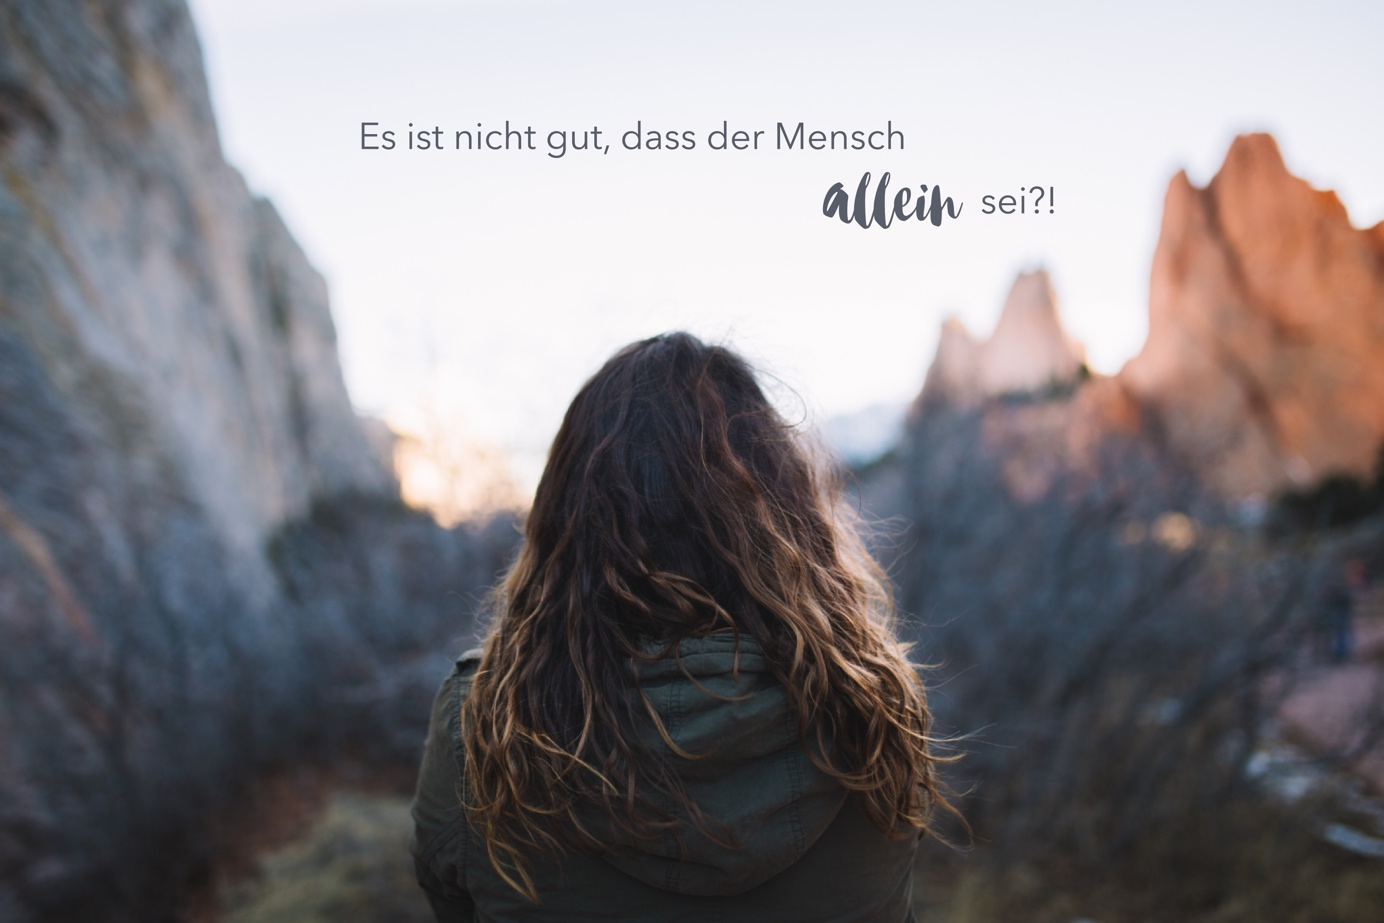 Es ist nicht gut, dass der Mensch
allein sei?!